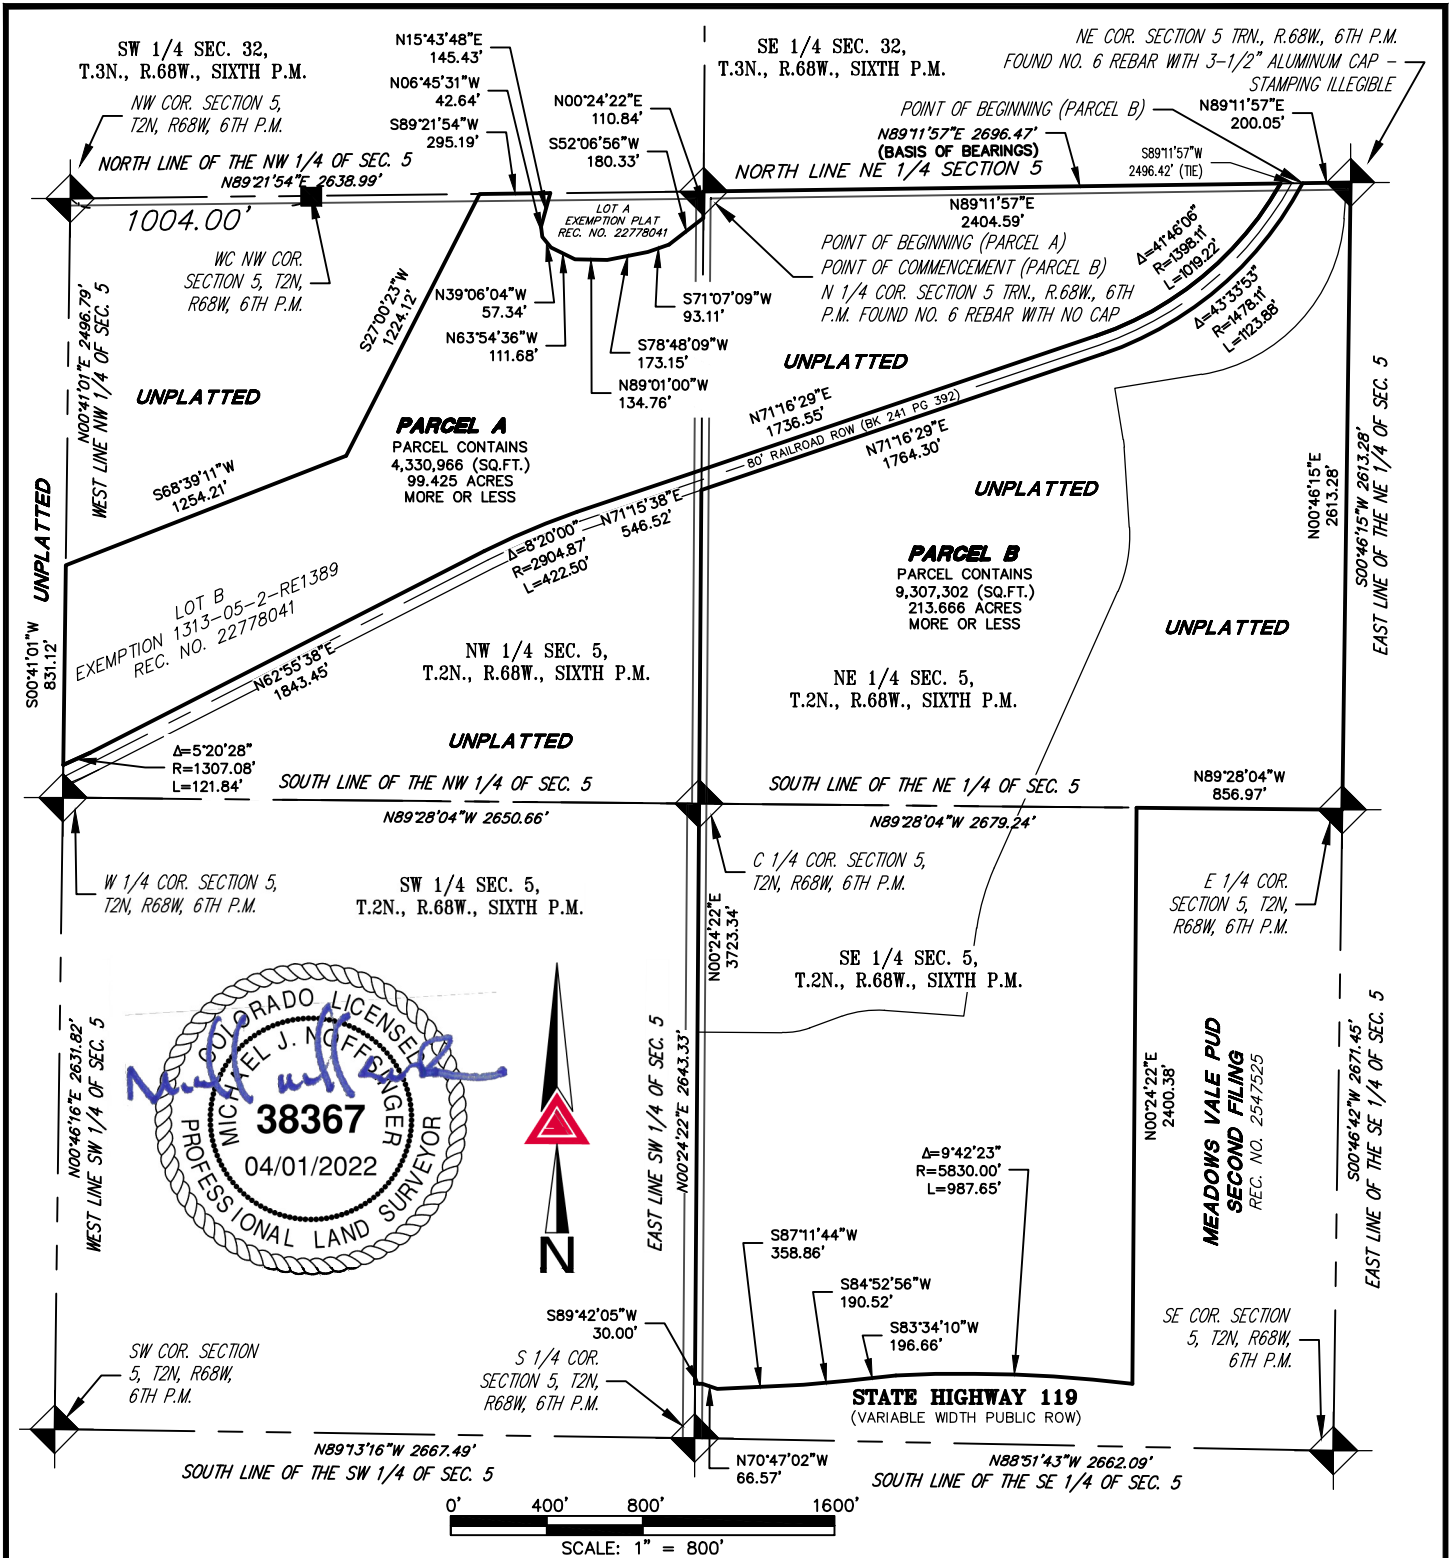 SW 1/4 SEC. 32,
T.3N., R.68W., SIXTH P.M.
NW COR. SECTION 5,
T2N, R68W, 6TH P.M.
NORTH LINE OF THE NW 1/4 OF SEC. 5
N89°21'54"E 2638.99'
1004.00'
WC NW COR.
SECTION 5, T2N,
R68W, 6TH P.M.
N15°43'48"E
145.43'
N06°45'31"W
42.64'
S89°21'54"W
295.19'
N00°24'22"E
110.84'
S52°06'56"W
180.33'
SE 1/4 SEC. 32,
T.3N., R.68W., SIXTH P.M.
NE COR. SECTION 5 TRN., R.68W., 6TH P.M.
FOUND NO. 6 REBAR WITH 3-1/2" ALUMINUM CAP -
STAMPING ILLEGIBLE
POINT OF BEGINNING (PARCEL B)
N89°11'57"E
200.05'
N89°11'57"E 2696.47'
(BASIS OF BEARINGS)
NORTH LINE NE 1/4 SECTION 5
S89°11'57"W
2496.42' (TIE)
LOT A
EXEMPTION PLAT
REC. NO. 22778041
N89°11'57"E
2404.59'
POINT OF BEGINNING (PARCEL A)
POINT OF COMMENCEMENT (PARCEL B)
N 1/4 COR. SECTION 5 TRN., R.68W., 6TH
P.M. FOUND NO. 6 REBAR WITH NO CAP
Δ=41°46'06"
R=1398.11'
L=1019.22'
Δ=43°33'53"
R=1478.11'
L=1123.88'
N39°06'04"W
57.34'
N63°54'36"W
111.68'
S71°07'09"W
93.11'
S78°48'09"W
173.15'
N89°01'00"W
134.76'
N00°41'01"E 2496.79'
WEST LINE NW 1/4 OF SEC. 5
S27°00'23"W
1224.12'
UNPLATTED
UNPLATTED
PARCEL A
PARCEL CONTAINS
4,330,966 (SQ.FT.)
99.425 ACRES
MORE OR LESS
N71°16'29"E
1736.55'
80' RAILROAD ROW (BK 241 PG 392)
N71°16'29"E
1764.30'
S68°39'11"W
1254.21'
UNPLATTED
UNPLATTED
N00°46'15"E
2613.28'
S00°46'15"W 2613.28'
EAST LINE OF THE NE 1/4 OF SEC. 5
N71°15'38"E
546.52'
Δ=8°20'00"
R=2904.87'
L=422.50'
PARCEL B
PARCEL CONTAINS
9,307,302 (SQ.FT.)
213.666 ACRES
MORE OR LESS
LOT B
EXEMPTION 1313-05-2-RE1389
REC. NO. 22778041
S00°41'01"W
831.12'
N62°55'38"E
1843.45'
NW 1/4 SEC. 5,
T.2N., R.68W., SIXTH P.M.
NE 1/4 SEC. 5,
T.2N., R.68W., SIXTH P.M.
UNPLATTED
UNPLATTED
Δ=5°20'28"
R=1307.08'
L=121.84'
SOUTH LINE OF THE NW 1/4 OF SEC. 5
N89°28'04"W 2650.66'
SOUTH LINE OF THE NE 1/4 OF SEC. 5
N89°28'04"W 2679.24'
N89°28'04"W
856.97'
W 1/4 COR. SECTION 5,
T2N, R68W, 6TH P.M.
SW 1/4 SEC. 5,
T.2N., R.68W., SIXTH P.M.
C 1/4 COR. SECTION 5,
T2N, R68W, 6TH P.M.
E 1/4 COR.
SECTION 5, T2N,
R68W, 6TH P.M.
N00°24'22"E
3723.34'
SE 1/4 SEC. 5,
T.2N., R.68W., SIXTH P.M.
N00°46'16"E 2631.82'
WEST LINE SW 1/4 OF SEC. 5
COLORADO LICENSED
MICHAEL J. NOFFSINGER
38367
04/01/2022
PROFESSIONAL LAND SURVEYOR
N
EAST LINE SW 1/4 OF SEC. 5
N00°24'22"E 2643.33'
N00°24'22"E
2400.38'
MEADOWS VALE PUD
SECOND FILING
REC. NO. 2547525
S00°46'42"W 2671.45'
EAST LINE OF THE SE 1/4 OF SEC. 5
Δ=9°42'23"
R=5830.00'
L=987.65'
S87°11'44"W
358.86'
S84°52'56"W
190.52'
S83°34'10"W
196.66'
S89°42'05"W
30.00'
SW COR. SECTION
5, T2N, R68W,
6TH P.M.
S 1/4 COR.
SECTION 5, T2N,
R68W, 6TH P.M.
SE COR. SECTION
5, T2N, R68W,
6TH P.M.
STATE HIGHWAY 119
(VARIABLE WIDTH PUBLIC ROW)
N89°13'16"W 2667.49'
SOUTH LINE OF THE SW 1/4 OF SEC. 5
N70°47'02"W
66.57'
N88°51'43"W 2662.09'
SOUTH LINE OF THE SE 1/4 OF SEC. 5
0' 400' 800' 1600'
SCALE: 1" = 800'